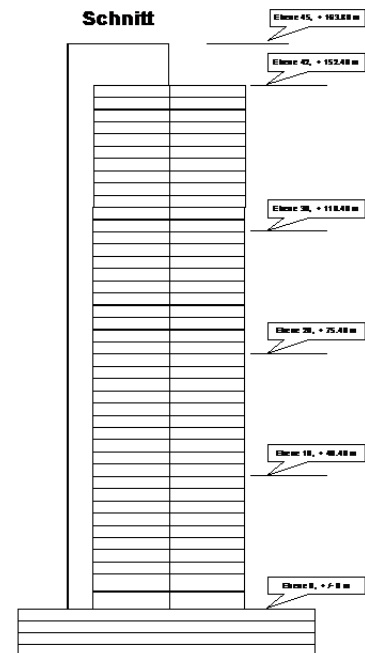 Schnitt
Ebene 45, + 163.80 m
Ebene 42, + 152.40 m
Ebene 30, + 110.40 m
Ebene 20, + 75.40 m
Ebene 10, + 40.40 m
Ebene 0, + /- 0 m